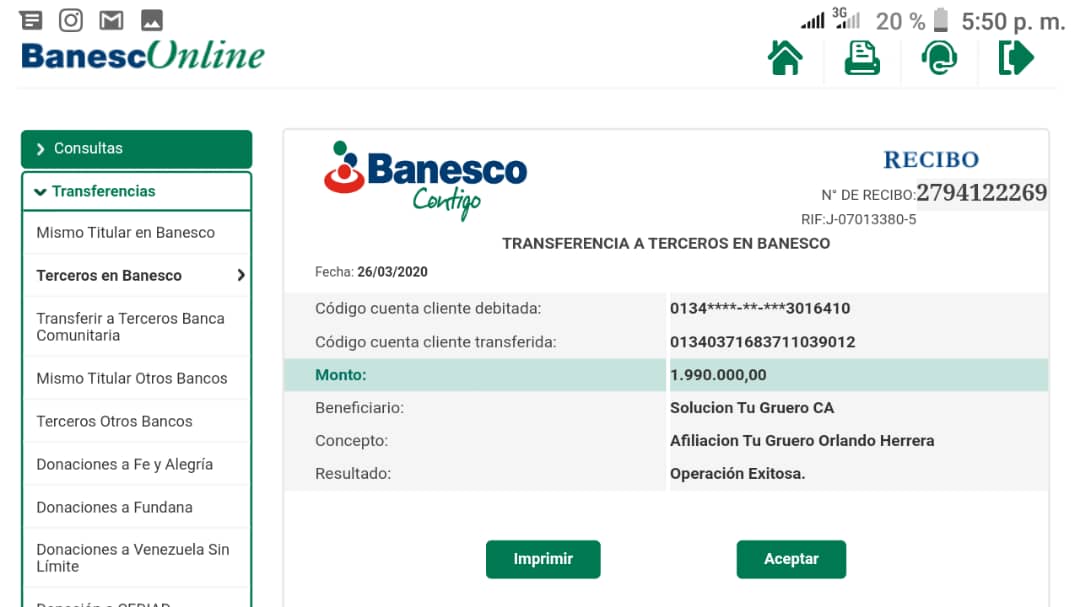 3G 20 % 5:50 p. m.
BanescOnline
Consultas
Transferencias
Mismo Titular en Banesco
Terceros en Banesco
Transferir a Terceros Banca
Comunitaria
Mismo Titular Otros Bancos
Terceros Otros Bancos
Donaciones a Fe y Alegría
Donaciones a Fundana
Donaciones a Venezuela Sin
Límite
Banesco
Contigo
RECIBO
N° DE RECIBO:2794122269
RIF:J-07013380-5
TRANSFERENCIA A TERCEROS EN BANESCO
Fecha: 26/03/2020
Código cuenta cliente debitada: 0134****-**-***3016410
Código cuenta cliente transferida: 01340371683711039012
Monto: 1.990.000,00
Beneficiario: Solucion Tu Gruero CA
Concepto: Afiliacion Tu Gruero Orlando Herrera
Resultado: Operación Exitosa.
Imprimir Aceptar